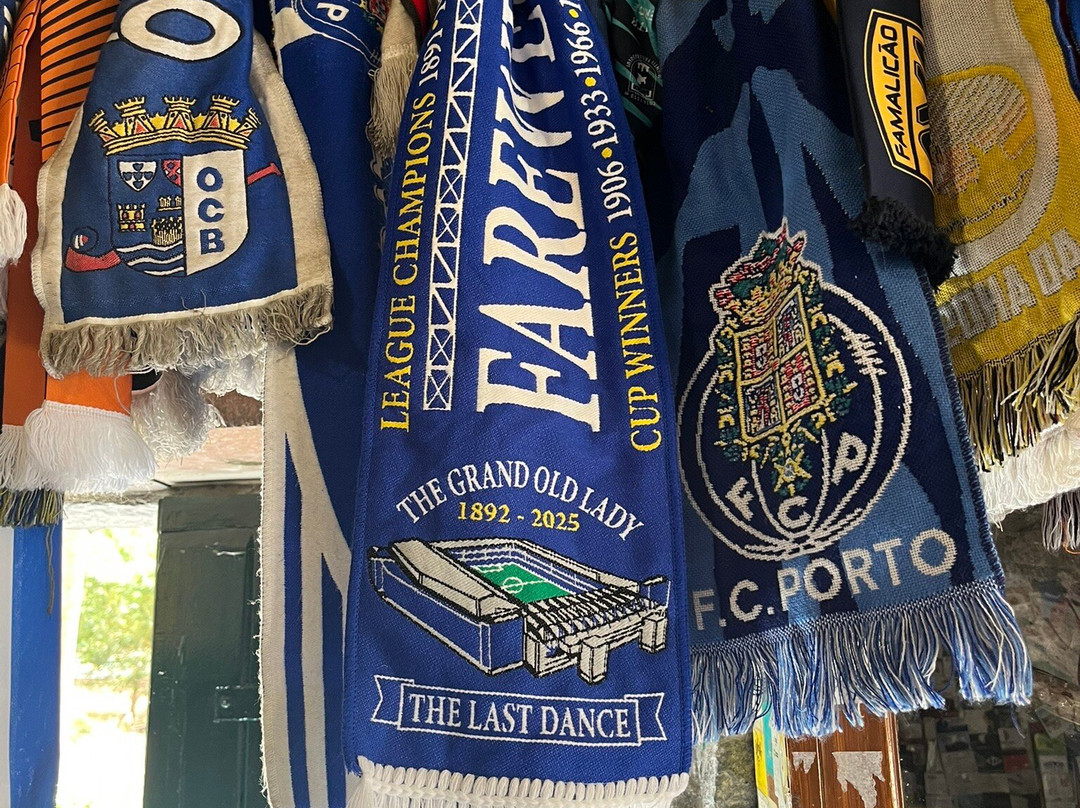 O
OCB
LEAGUE CHAMPIONS 1891
FAREWE
1906•1933•1966•
CUP WINNERS
THE GRAND OLD LADY
1892 - 2025
THE LAST DANCE
FCP
F.C.PORTO
FAMALICÃO